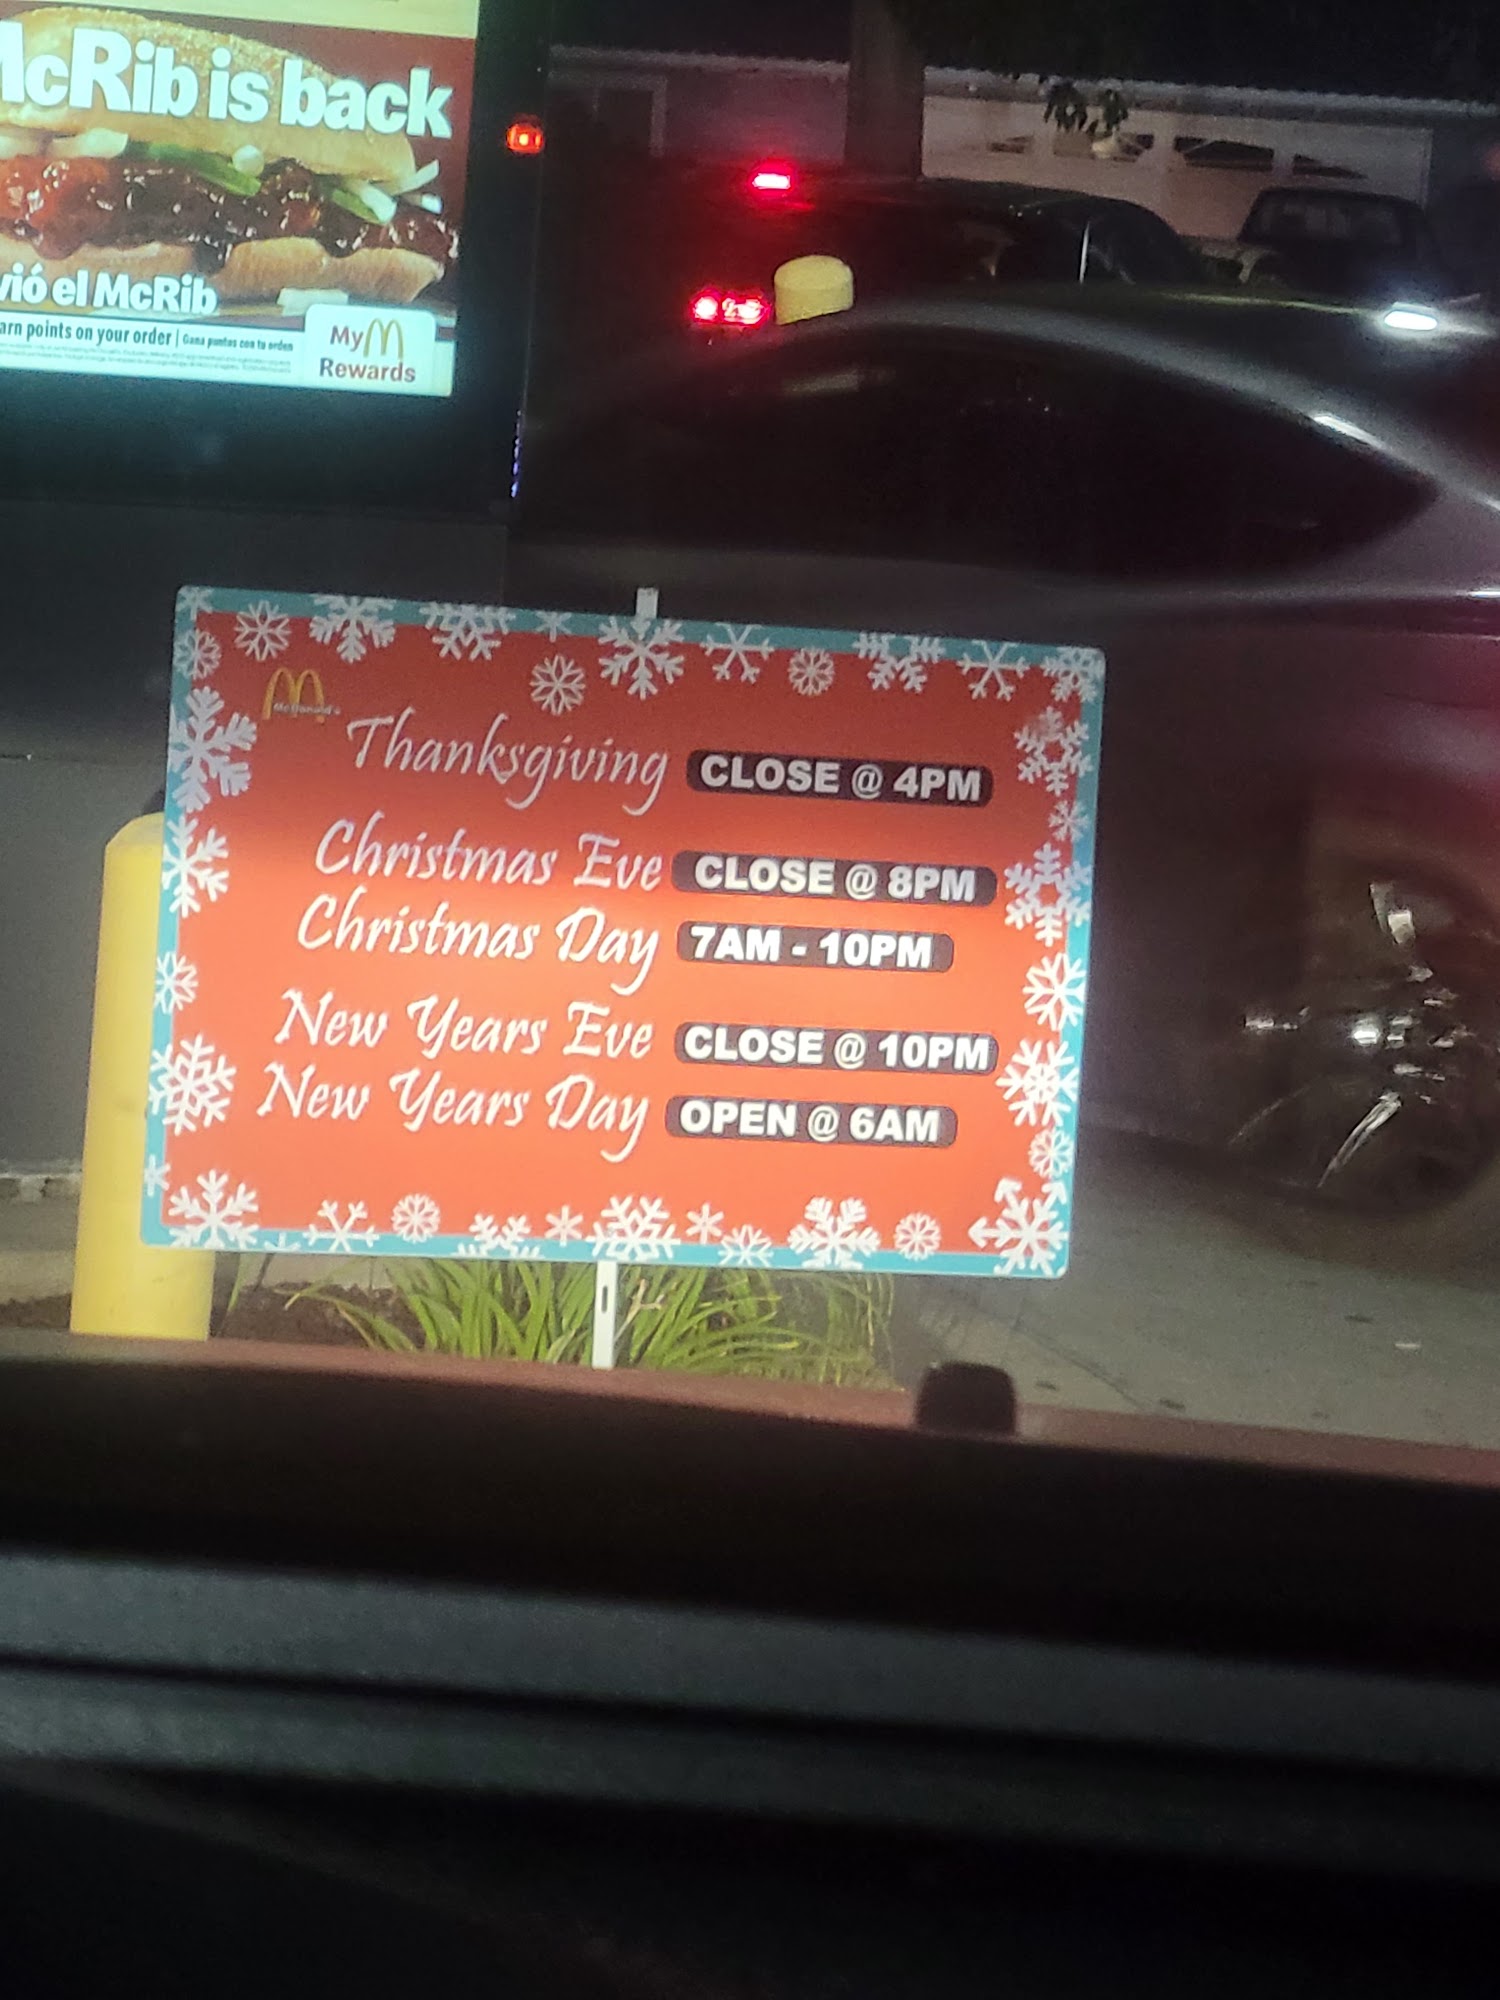 McRib is back
vió el McRib
arn points on your order | Gana puntos con tu orden
My
Rewards
McDonald's
Thanksgiving CLOSE @ 4PM
Christmas Eve CLOSE @ 8PM
Christmas Day 7AM - 10PM
New Years Eve CLOSE @ 10PM
New Years Day OPEN @ 6AM